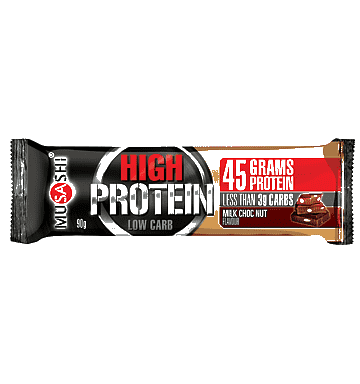 MUSASHI
HIGH
PROTEIN
LOW CARB
90g
45 GRAMS
PROTEIN
LESS THAN 3g CARBS
MILK CHOC NUT
FLAVOUR